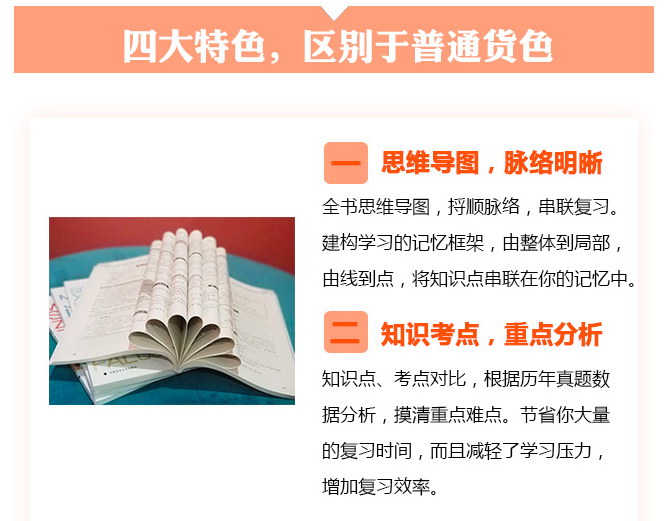 四大特色，区别于普通货色
一 思维导图，脉络明晰
全书思维导图，捋顺脉络，串联复习。
建构学习的记忆框架，由整体到局部，
由线到点，将知识点串联在你的记忆中。
二 知识考点，重点分析
知识点、考点对比，根据历年真题数
据分析，摸清重点难点。节省你大量
的复习时间，而且减轻了学习压力，
增加复习效率。